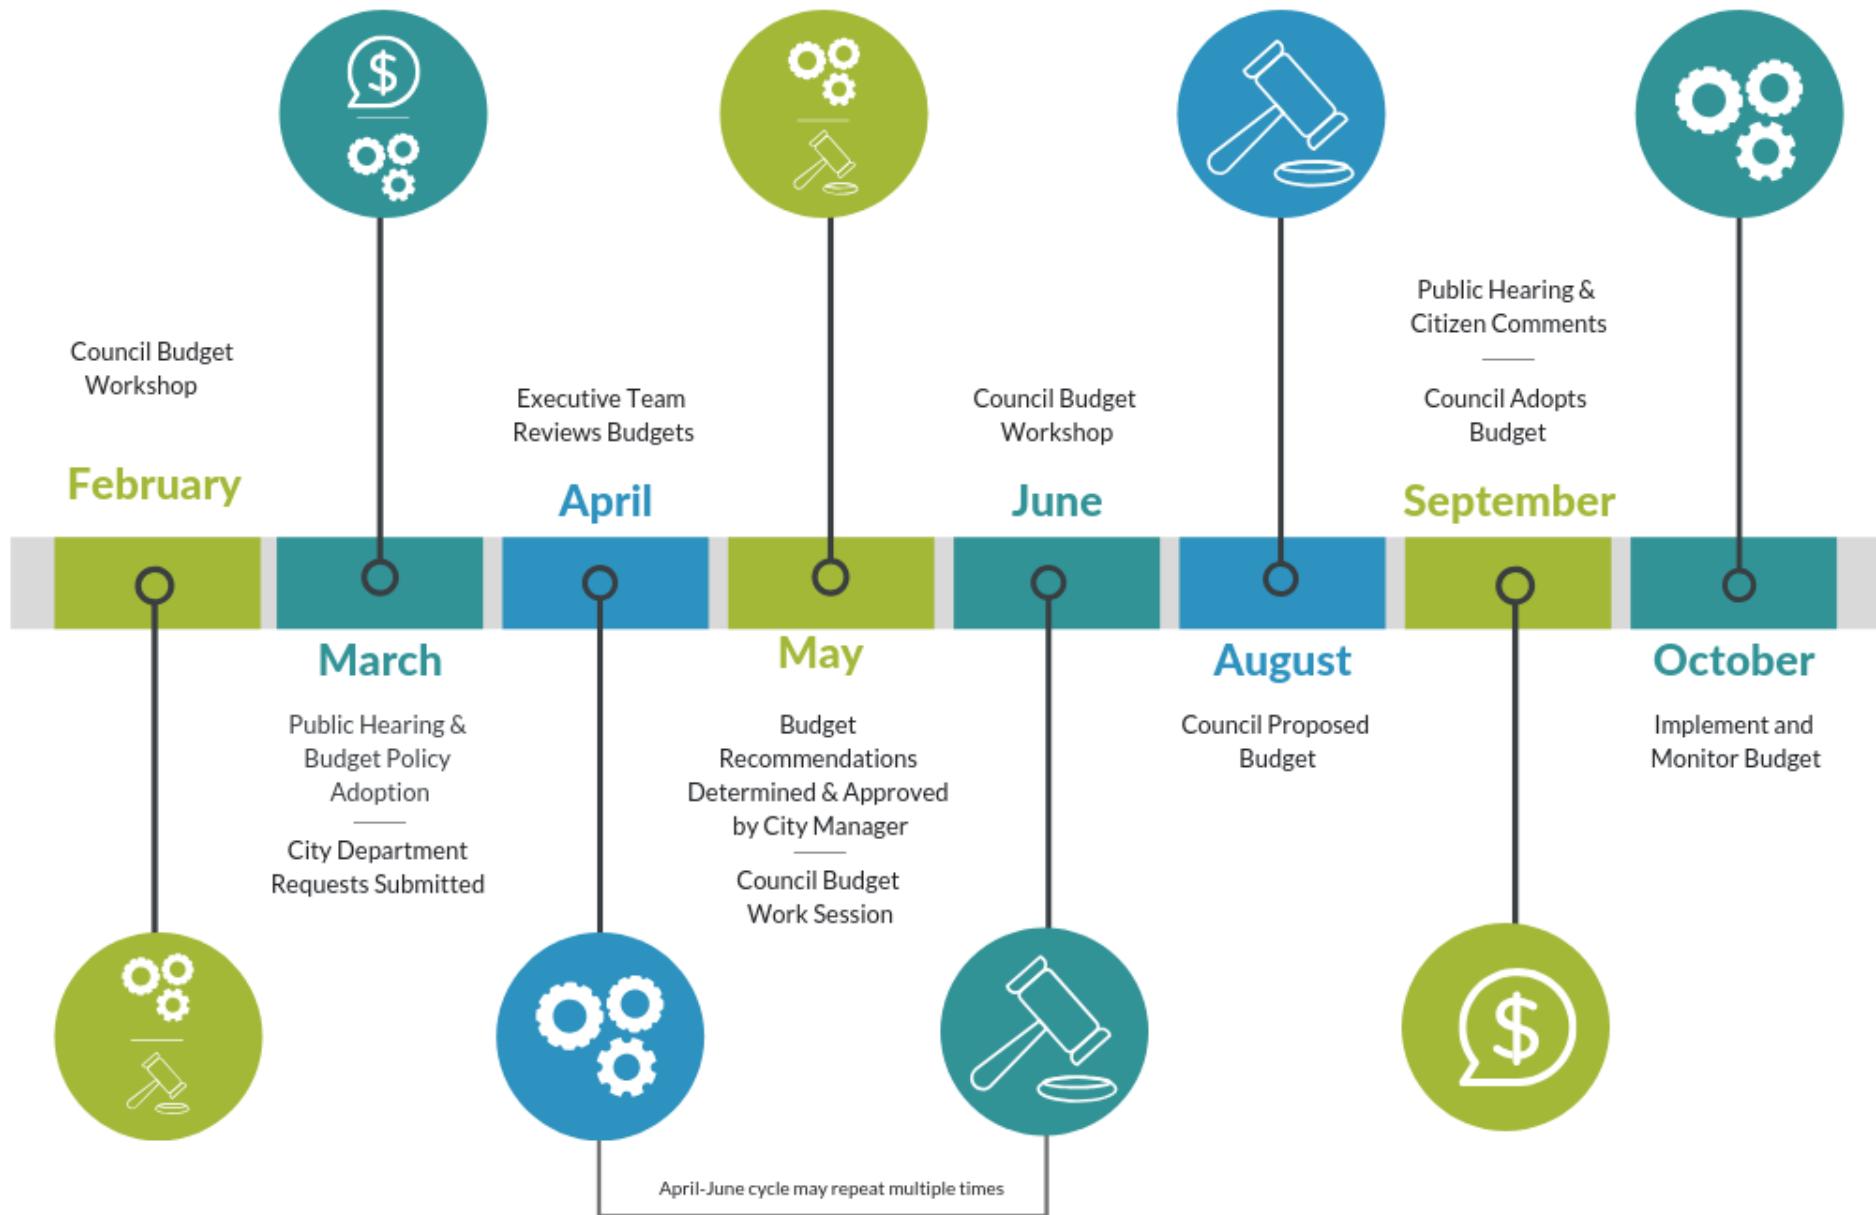 Council Budget
Workshop
February
March
Public Hearing &
Budget Policy
Adoption
City Department
Requests Submitted
Executive Team
Reviews Budgets
April
May
Budget
Recommendations
Determined & Approved
by City Manager
Council Budget
Work Session
Council Budget
Workshop
June
August
Council Proposed
Budget
Public Hearing &
Citizen Comments
Council Adopts
Budget
September
October
Implement and
Monitor Budget
$
$
April-June cycle may repeat multiple times